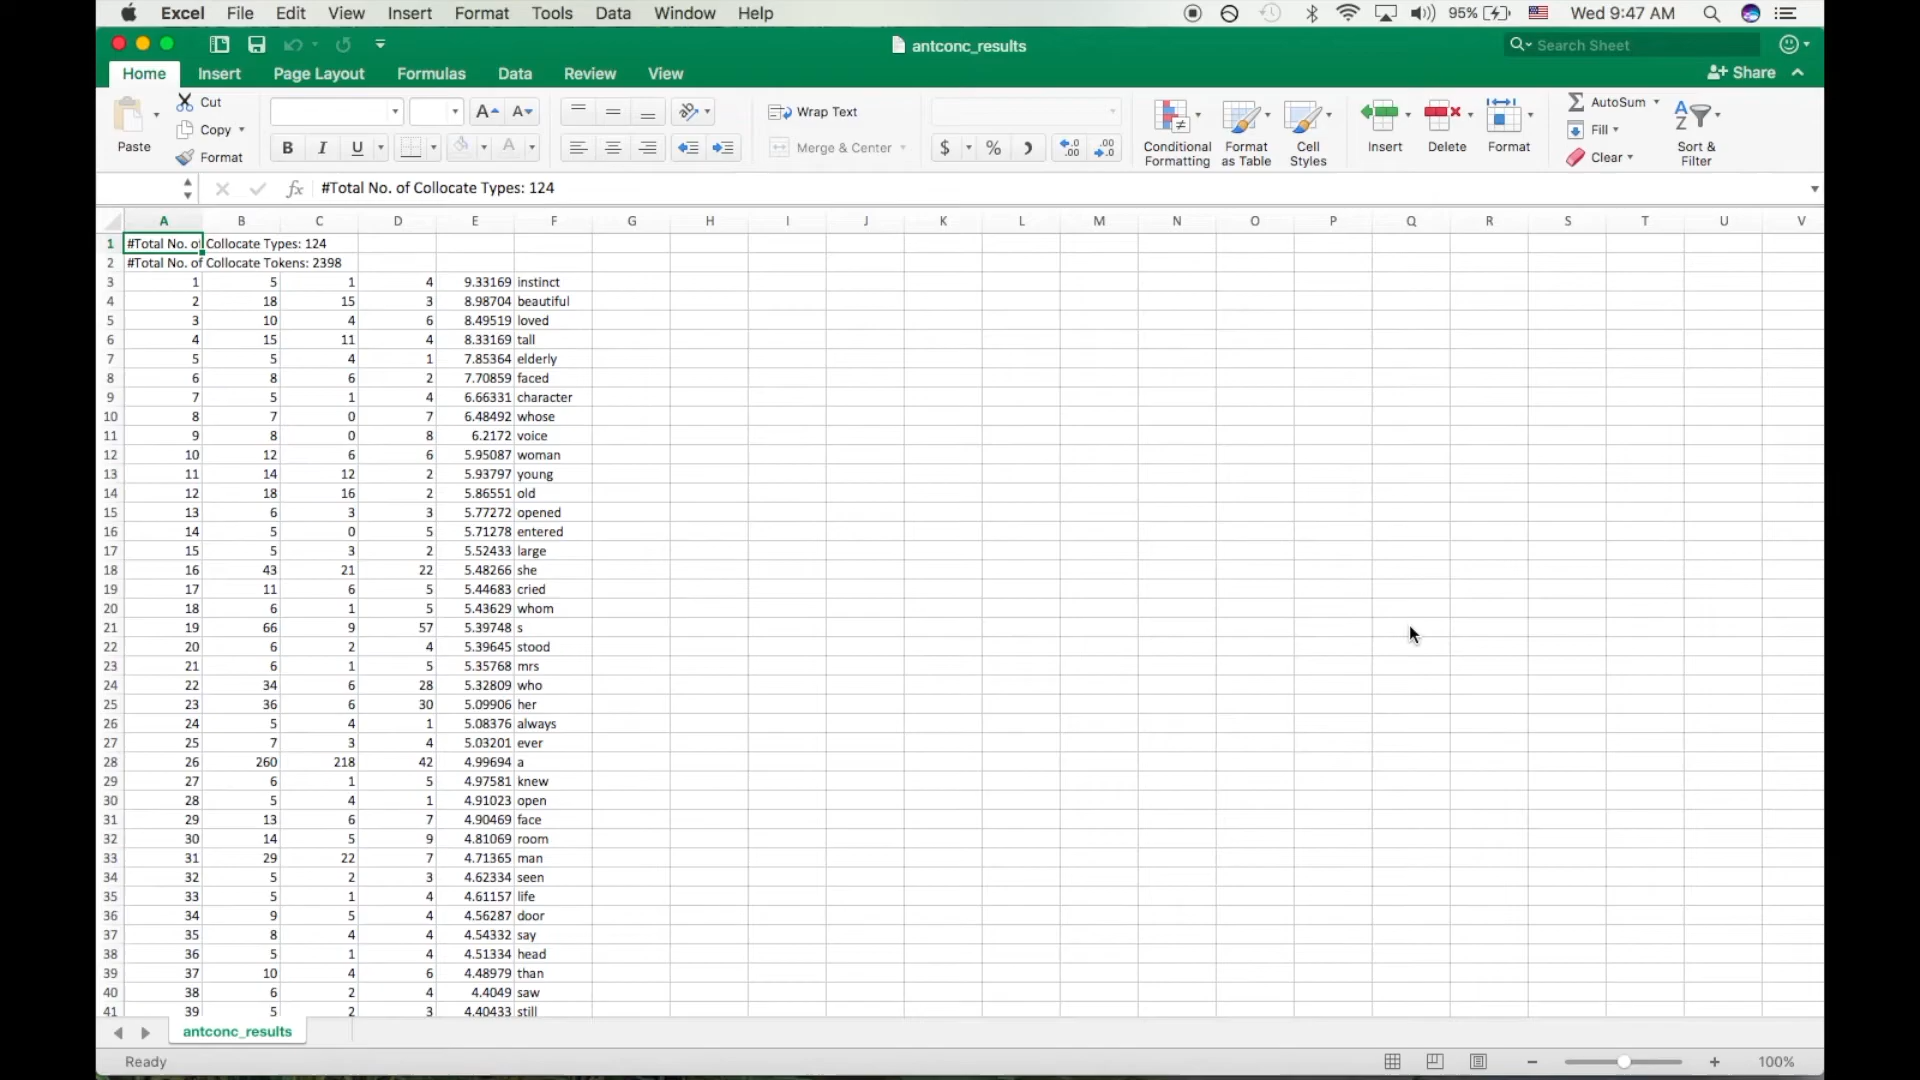 Excel File Edit View Insert Format Tools Data Window Help 95% Wed 9:47 AM
antconc_results Search Sheet
Home Insert Page Layout Formulas Data Review View Share
Paste Cut Copy Format Wrap Text Merge & Center $ % Conditional Formatting Format as Table Cell Styles Insert Delete Format AutoSum Fill Clear Sort & Filter
fx #Total No. of Collocate Types: 124
A B C D E F G H I J K L M N O P Q R S T U V
1 #Total No. of Collocate Types: 124
2 #Total No. of Collocate Tokens: 2398
3 1 5 1 4 9.33169 instinct
4 2 18 15 3 8.98704 beautiful
5 3 10 4 6 8.49519 loved
6 4 15 11 4 8.33169 tall
7 5 5 4 1 7.85364 elderly
8 6 8 6 2 7.70859 faced
9 7 5 1 4 6.66331 character
10 8 7 0 7 6.48492 whose
11 9 8 0 8 6.2172 voice
12 10 12 6 6 5.95087 woman
13 11 14 12 2 5.93797 young
14 12 18 16 2 5.86551 old
15 13 6 3 3 5.77272 opened
16 14 5 0 5 5.71278 entered
17 15 5 3 2 5.52433 large
18 16 43 21 22 5.48266 she
19 17 11 6 5 5.44683 cried
20 18 6 1 5 5.43629 whom
21 19 66 9 57 5.39748 s
22 20 6 2 4 5.39645 stood
23 21 6 1 5 5.35768 mrs
24 22 34 6 28 5.32809 who
25 23 36 6 30 5.09906 her
26 24 5 4 1 5.08376 always
27 25 7 3 4 5.03201 ever
28 26 260 218 42 4.99694 a
29 27 6 1 5 4.97581 knew
30 28 5 4 1 4.91023 open
31 29 13 6 7 4.90469 face
32 30 14 5 9 4.81069 room
33 31 29 22 7 4.71365 man
34 32 5 2 3 4.62334 seen
35 33 5 1 4 4.61157 life
36 34 9 5 4 4.56287 door
37 35 8 4 4 4.54332 say
38 36 5 1 4 4.51334 head
39 37 10 4 6 4.48979 than
40 38 6 2 4 4.4049 saw
41 39 5 2 3 4.40433 still
antconc_results
Ready 100%